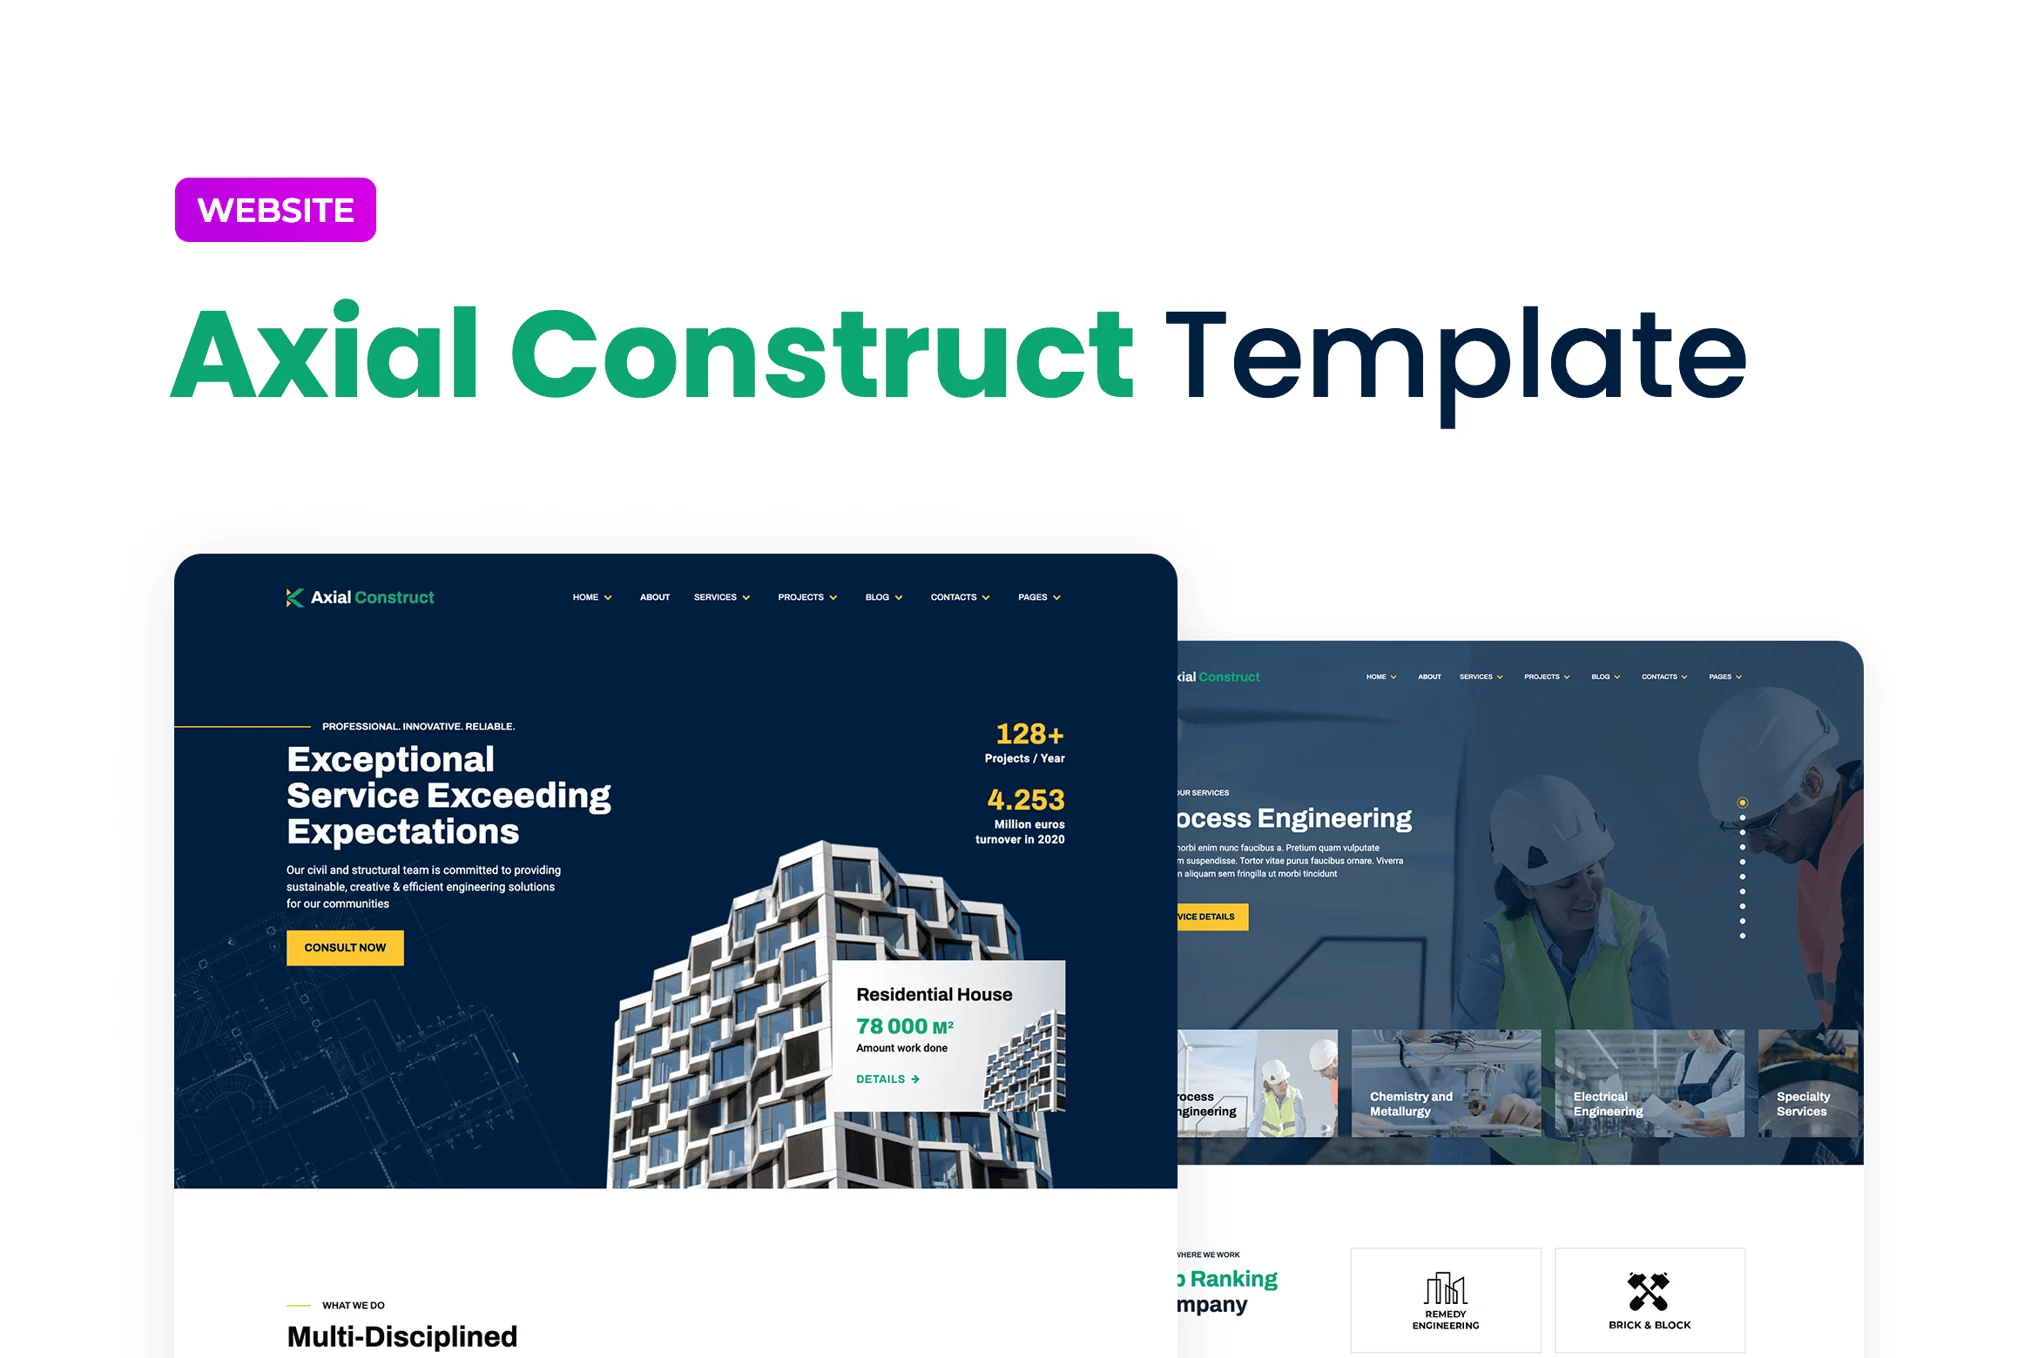 WEBSITE
Axial Construct Template
Axial Construct
HOME
ABOUT
SERVICES
PROJECTS
BLOG
CONTACTS
PAGES
PROFESSIONAL. INNOVATIVE. RELIABLE.
Exceptional
Service Exceeding
Expectations
Our civil and structural team is committed to providing
sustainable, creative & efficient engineering solutions
for our communities
CONSULT NOW
128+
Projects / Year
4.253
Million euros
turnover in 2020
Residential House
78 000 M²
Amount work done
DETAILS →
WHAT WE DO
Multi-Disciplined
xial Construct
HOME
ABOUT
SERVICES
PROJECTS
BLOG
CONTACTS
PAGES
OUR SERVICES
ocess Engineering
morbi enim nunc faucibus a. Pretium quam vulputate
m suspendisse. Tortor vitae purus faucibus ornare. Viverra
n aliquam sem fringilla ut morbi tincidunt
VICE DETAILS
rocess
ngineering
Chemistry and
Metallurgy
Electrical
Engineering
Specialty
Services
WHERE WE WORK
p Ranking
mpany
REMEDY
ENGINEERING
BRICK & BLOCK